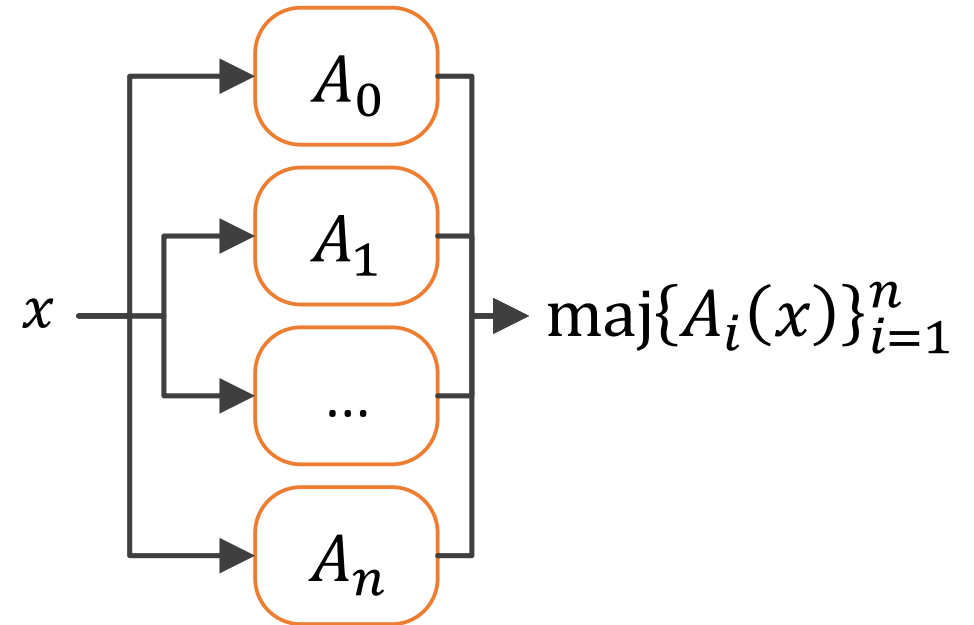 A₀
A₁
x
maj{Aᵢ(x)}ⁿᵢ₌₁
...
Aₙ